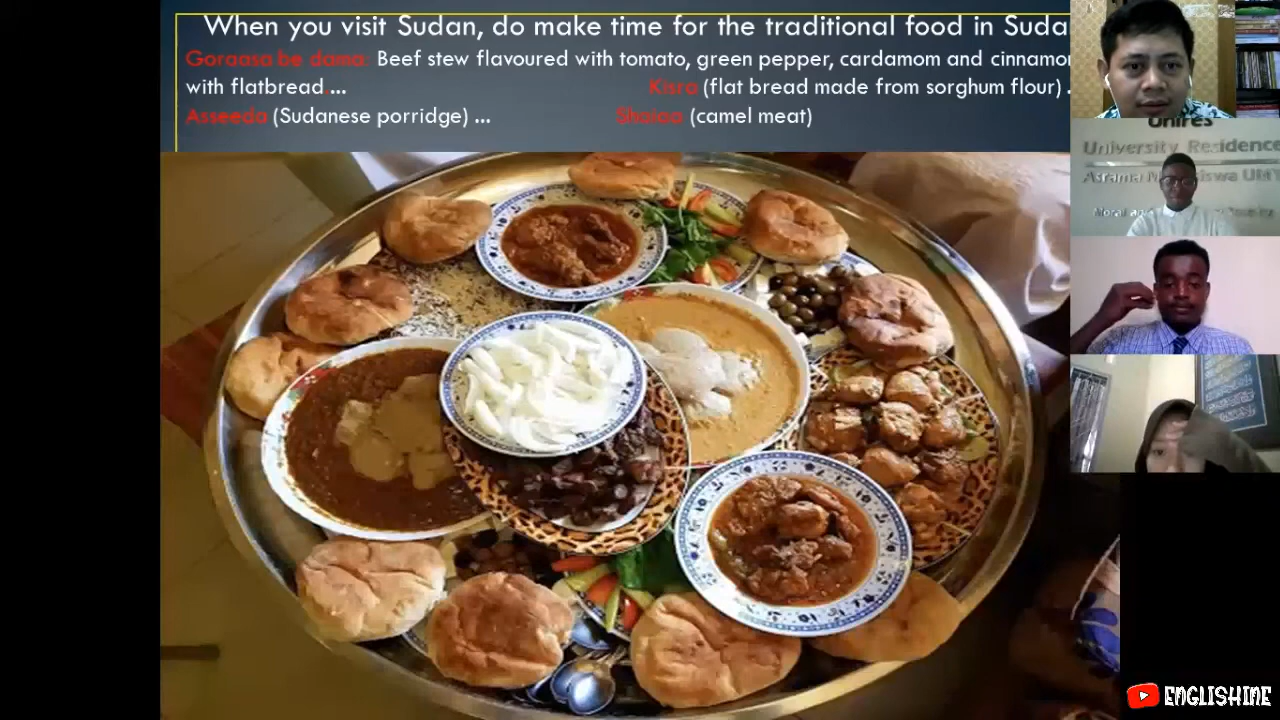 When you visit Sudan, do make time for the traditional food in Suda
Goraasa be dama: Beef stew flavoured with tomato, green pepper, cardamom and cinnamon
with flatbread. ... Kisra (flat bread made from sorghum flour) .
Asseeda (Sudanese porridge) ... Shaiaa (camel meat)
Unires
University Residence
ENGLISHINE